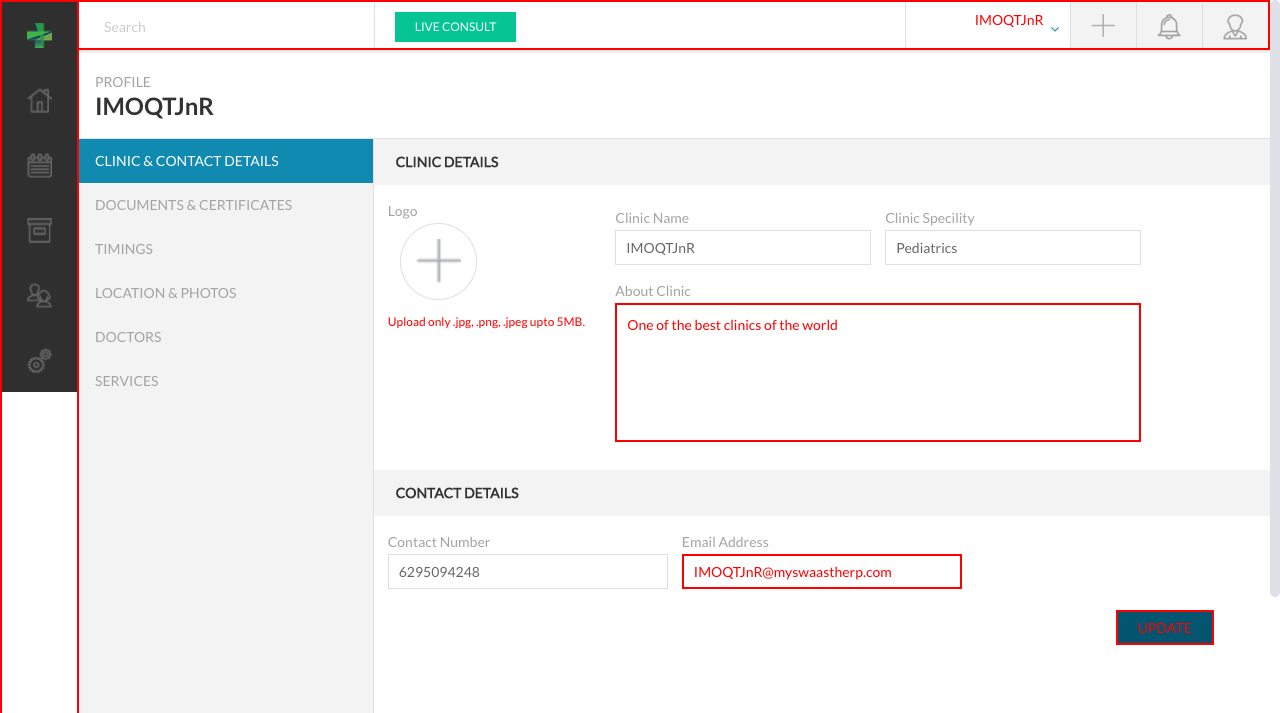 Search
LIVE CONSULT
IMOQTJnR
PROFILE
IMOQTJnR
CLINIC & CONTACT DETAILS
DOCUMENTS & CERTIFICATES
TIMINGS
LOCATION & PHOTOS
DOCTORS
SERVICES
CLINIC DETAILS
Logo
Upload only .jpg, .png, .jpeg upto 5MB.
Clinic Name
Clinic Specility
IMOQTJnR
Pediatrics
About Clinic
One of the best clinics of the world
CONTACT DETAILS
Contact Number
Email Address
6295094248
IMOQTJnR@myswaastherp.com
UPDATE